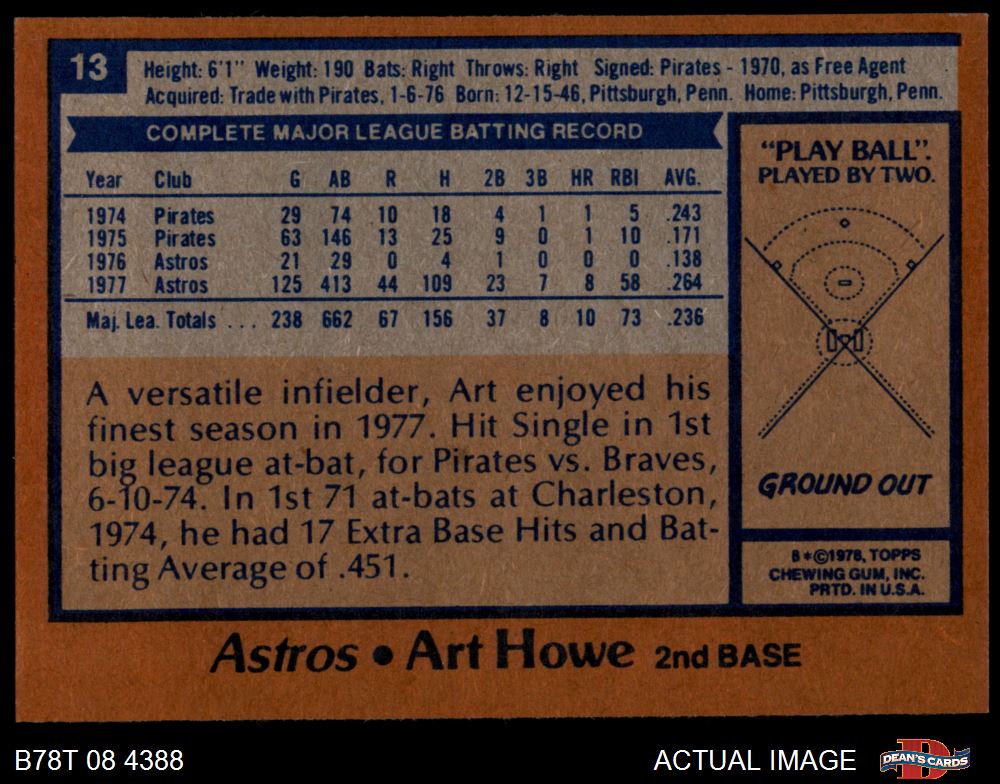 13
Height: 6'1" Weight: 190 Bats: Right Throws: Right Signed: Pirates - 1970, as Free Agent
Acquired: Trade with Pirates, 1-6-76 Born: 12-15-46, Pittsburgh, Penn. Home: Pittsburgh, Penn.
COMPLETE MAJOR LEAGUE BATTING RECORD
Year Club G AB R H 2B 3B HR RBI AVG.
1974 Pirates 29 74 10 18 4 1 1 5 .243
1975 Pirates 63 146 13 25 9 0 1 10 .171
1976 Astros 21 29 0 4 1 0 0 0 .138
1977 Astros 125 413 44 109 23 7 8 58 .264
Maj. Lea. Totals ... 238 662 67 156 37 8 10 73 .236
A versatile infielder, Art enjoyed his
finest season in 1977. Hit Single in 1st
big league at-bat, for Pirates vs. Braves,
6-10-74. In 1st 71 at-bats at Charleston,
1974, he had 17 Extra Base Hits and Bat-
ting Average of .451.
"PLAY BALL".
PLAYED BY TWO.
GROUND OUT
B*©1978, TOPPS
CHEWING GUM, INC.
PRTD. IN U.S.A.
Astros • Art Howe 2nd BASE
B78T 08 4388
ACTUAL IMAGE
D
DEAN'S CARDS